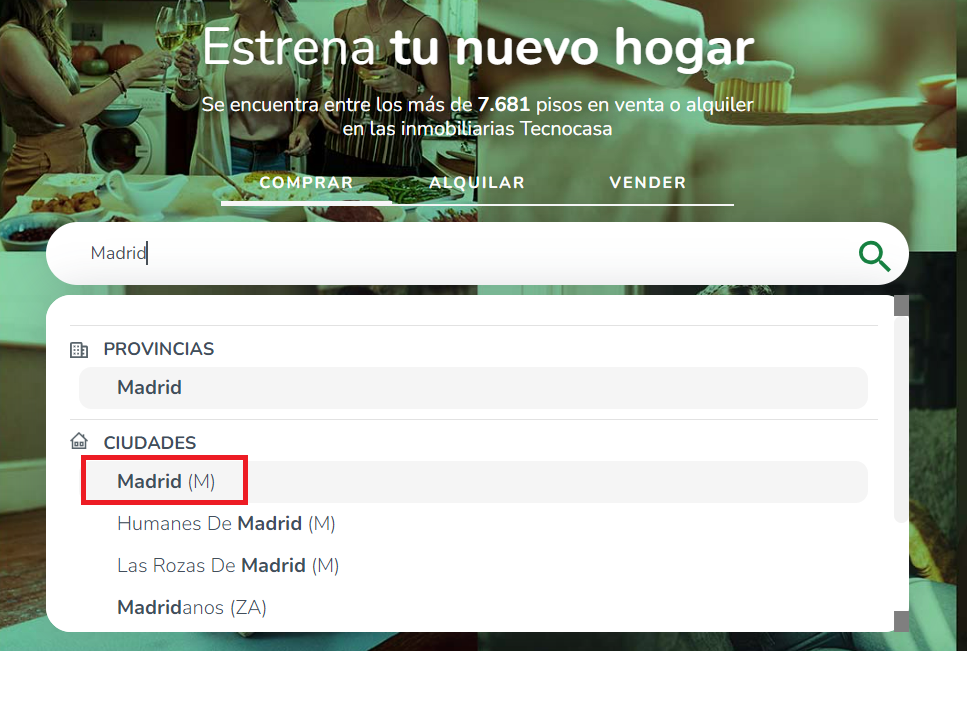 Estrena tu nuevo hogar
Se encuentra entre los más de 7.681 pisos en venta o alquiler
en las inmobiliarias Tecnocasa
COMPRAR ALQUILAR VENDER
Madrid
PROVINCIAS
Madrid
CIUDADES
Madrid (M)
Humanes De Madrid (M)
Las Rozas De Madrid (M)
Madridanos (ZA)